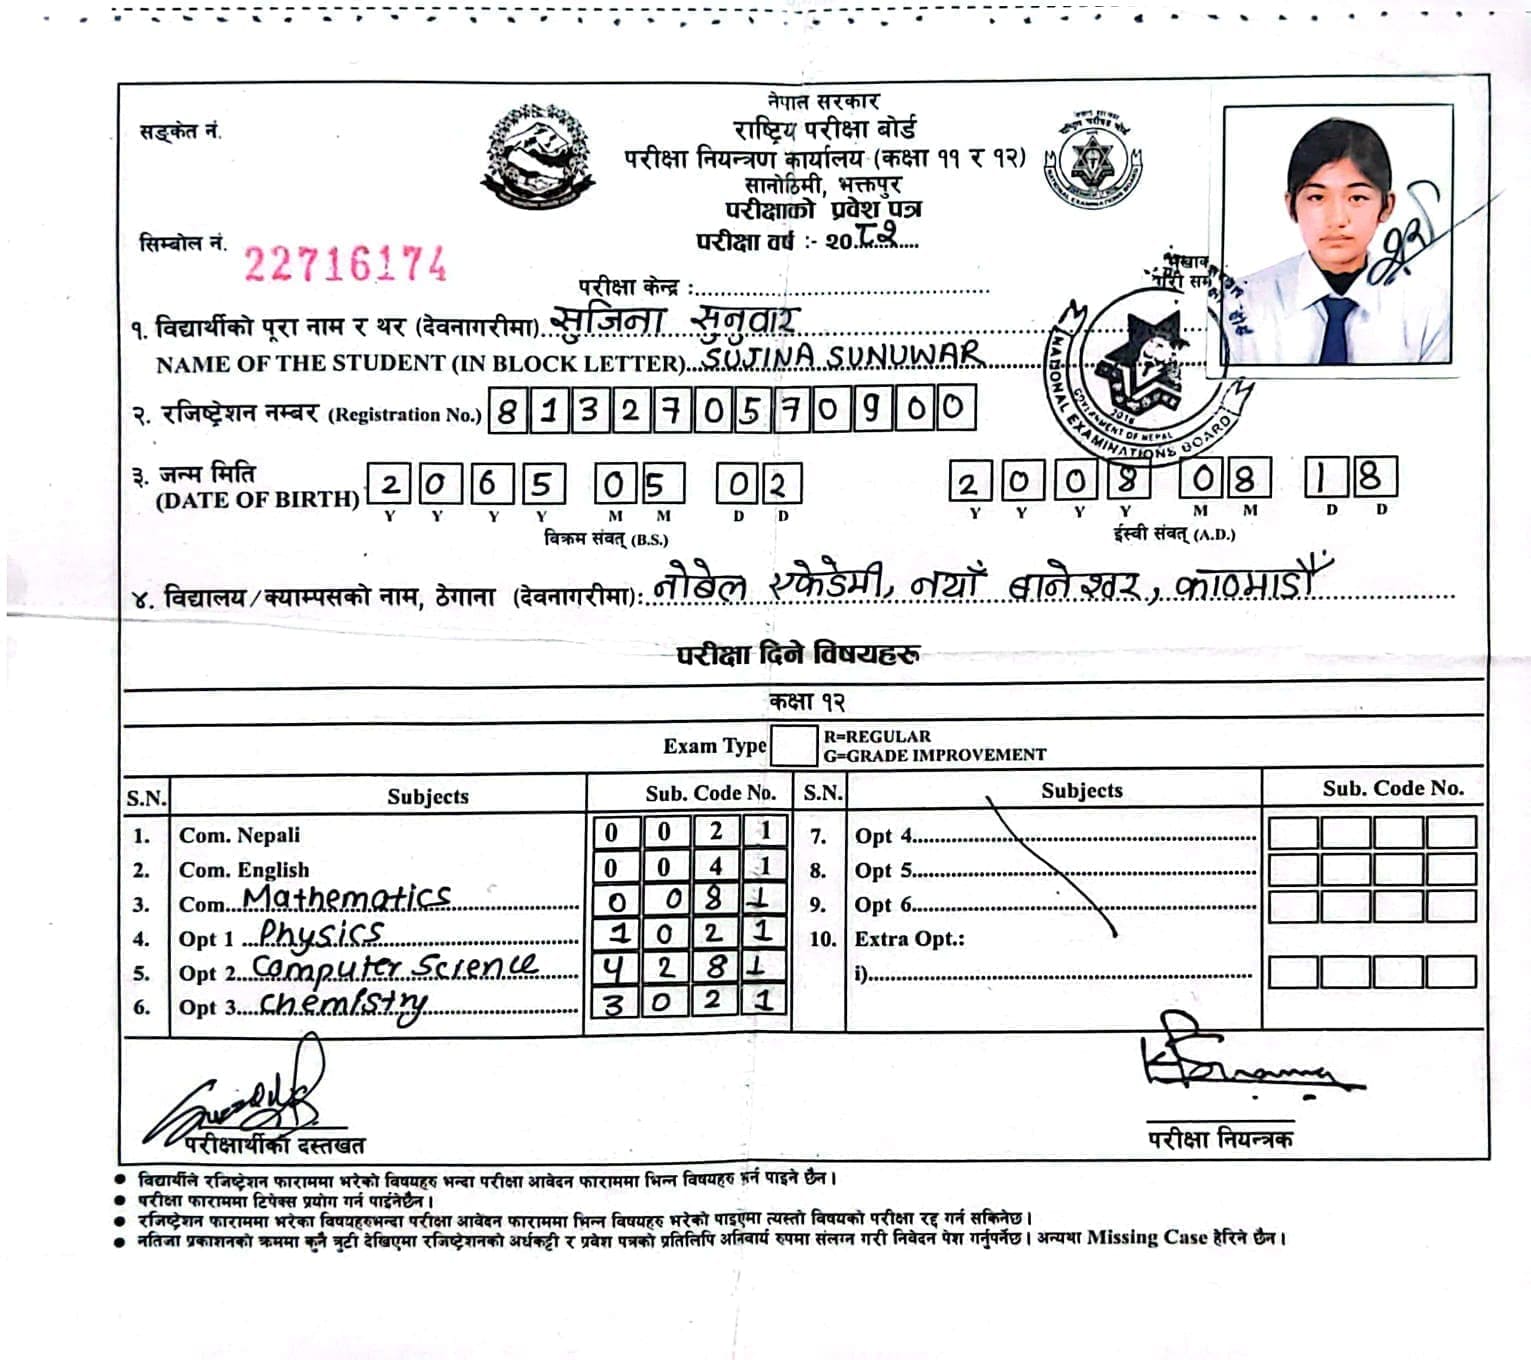 नेपाल सरकार
सङ्केत नं.
राष्ट्रिय परीक्षा बोर्ड
परीक्षा नियन्त्रण कार्यालय (कक्षा ११ र १२)
सानोठिमी, भक्तपुर
परीक्षाको प्रवेश पत्र
सिम्बोल नं. 22716174
परीक्षा वर्ष :- २०८२
परीक्षा केन्द्र :
१. विद्यार्थीको पूरा नाम र थर (देवनागरीमा) सुजिना सुनुवार
NAME OF THE STUDENT (IN BLOCK LETTER) SUJINA SUNUWAR
NATIONAL EXAMINATIONS BOARD
GOVERNMENT OF NEPAL
२. रजिष्ट्रेशन नम्बर (Registration No.) 8 1 3 2 7 0 5 7 0 9 0 0
३. जन्म मिति
(DATE OF BIRTH) 2 0 6 5 0 5 0 2 2 0 0 8 0 8 1 8
Y Y Y Y M M D D Y Y Y Y M M D D
विक्रम संवत् (B.S.) ईस्वी संवत् (A.D.)
४. विद्यालय/क्याम्पसको नाम, ठेगाना (देवनागरीमा): नोबेल एकेडेमी, नयाँ बानेश्वर, काठमाडौं
परीक्षा दिने विषयहरू
कक्षा १२
Exam Type R=REGULAR
G=GRADE IMPROVEMENT
S.N. Subjects Sub. Code No. S.N. Subjects Sub. Code No.
1. Com. Nepali 0 0 2 1 7. Opt 4
2. Com. English 0 0 4 1 8. Opt 5
3. Com. Mathematics 0 0 8 1 9. Opt 6
4. Opt 1 Physics 1 0 2 1 10. Extra Opt.:
5. Opt 2 Computer Science 4 2 8 1 i)
6. Opt 3 Chemistry 3 0 2 1
परीक्षार्थीको दस्तखत परीक्षा नियन्त्रक
● विद्यार्थीले रजिष्ट्रेशन फाराममा भरेको विषयहरु भन्दा परीक्षा आवेदन फाराममा भिन्न विषयहरु भर्न पाइने छैन।
● परीक्षा फाराममा टिपेक्स प्रयोग गर्न पाईनेछैन।
● रजिष्ट्रेशन फाराममा भरेका विषयहरुभन्दा परीक्षा आवेदन फाराममा भिन्न विषयहरु भरेको पाइएमा त्यस्तो विषयको परीक्षा रद्द गर्न सकिनेछ।
● नतिजा प्रकाशनको क्रममा कुनै त्रुटी देखिएमा रजिष्ट्रेशनको अर्धकट्टी र प्रवेश पत्रको प्रतिलिपि अनिवार्य रुपमा संलग्न गरी निवेदन पेश गर्नुपर्नेछ। अन्यथा Missing Case हेरिने छैन।